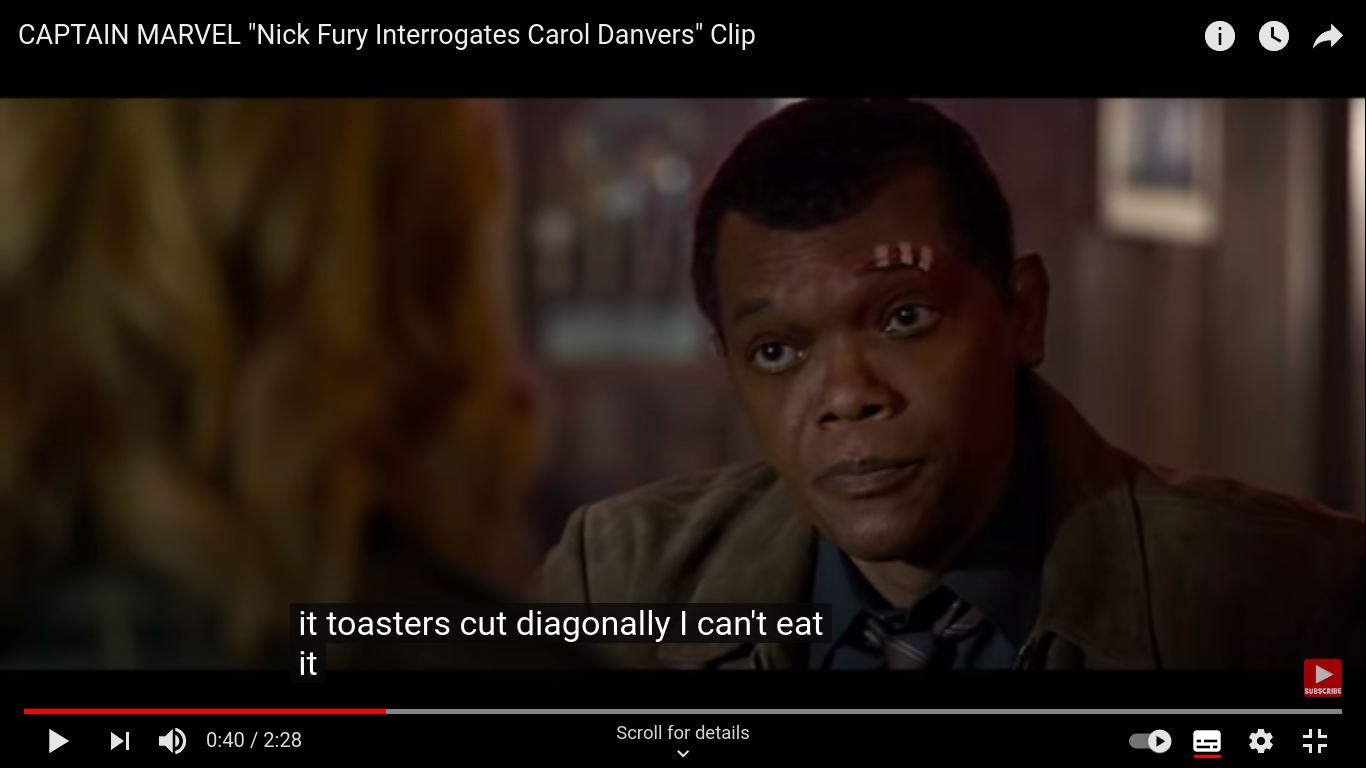 CAPTAIN MARVEL "Nick Fury Interrogates Carol Danvers" Clip
it toasters cut diagonally I can't eat
it
SUBSCRIBE
0:40 / 2:28
Scroll for details